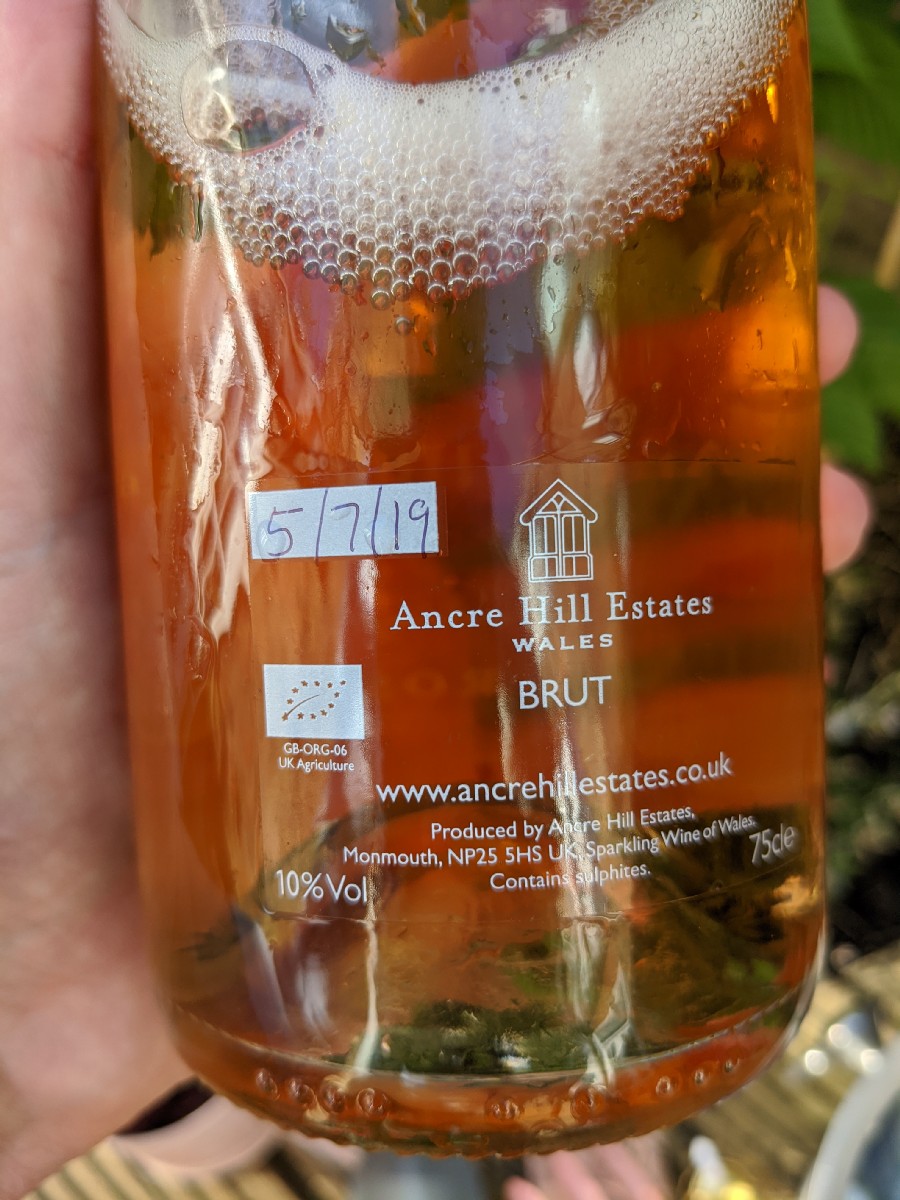 5/7/19
Ancre Hill Estates
WALES
BRUT
GB-ORG-06
UK Agriculture
www.ancrehillestates.co.uk
Produced by Ancre Hill Estates,
Monmouth, NP25 5HS UK. Sparkling Wine of Wales.
Contains sulphites.
10%Vol
75cle